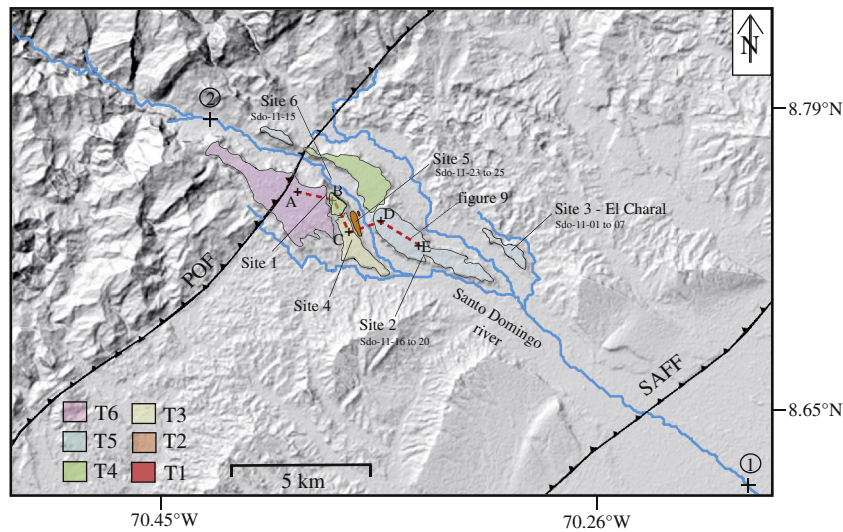 N
2
8.79°N
Site 6
Sdo-11-15
Site 5
Sdo-11-23 to 25
B
A
figure 9
D
Site 3 - El Charal
Sdo-11-01 to 07
C
E
Site 1
POF
Site 4
Santo Domingo
river
Site 2
Sdo-11-16 to 20
SAFF
8.65°N
T6
T3
T5
T2
T4
T1
5 km
1
70.45°W
70.26°W